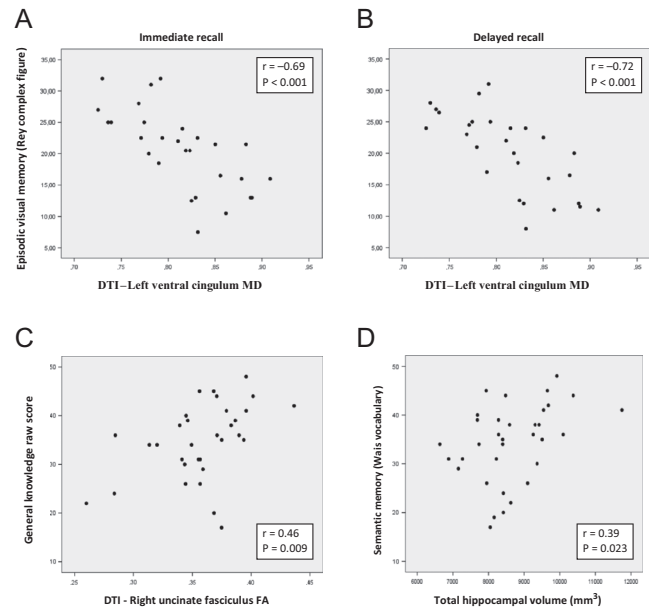 A
Immediate recall
Episodic visual memory (Rey complex figure)
35,00
30,00
25,00
20,00
15,00
10,00
5,00
r = –0.69
P < 0.001
.70 .75 .80 .85 .90 .95
DTI–Left ventral cingulum MD
B
Delayed recall
35,00
30,00
25,00
20,00
15,00
10,00
5,00
r = –0.72
P < 0.001
.70 .75 .80 .85 .90 .95
DTI–Left ventral cingulum MD
C
General knowledge raw score
50
40
30
20
10
r = 0.46
P = 0.009
.25 .30 .35 .40 .45
DTI - Right uncinate fasciculus FA
D
Semantic memory (Wais vocabulary)
50
40
30
20
10
r = 0.39
P = 0.023
6000 7000 8000 9000 10000 11000 12000
Total hippocampal volume (mm³)